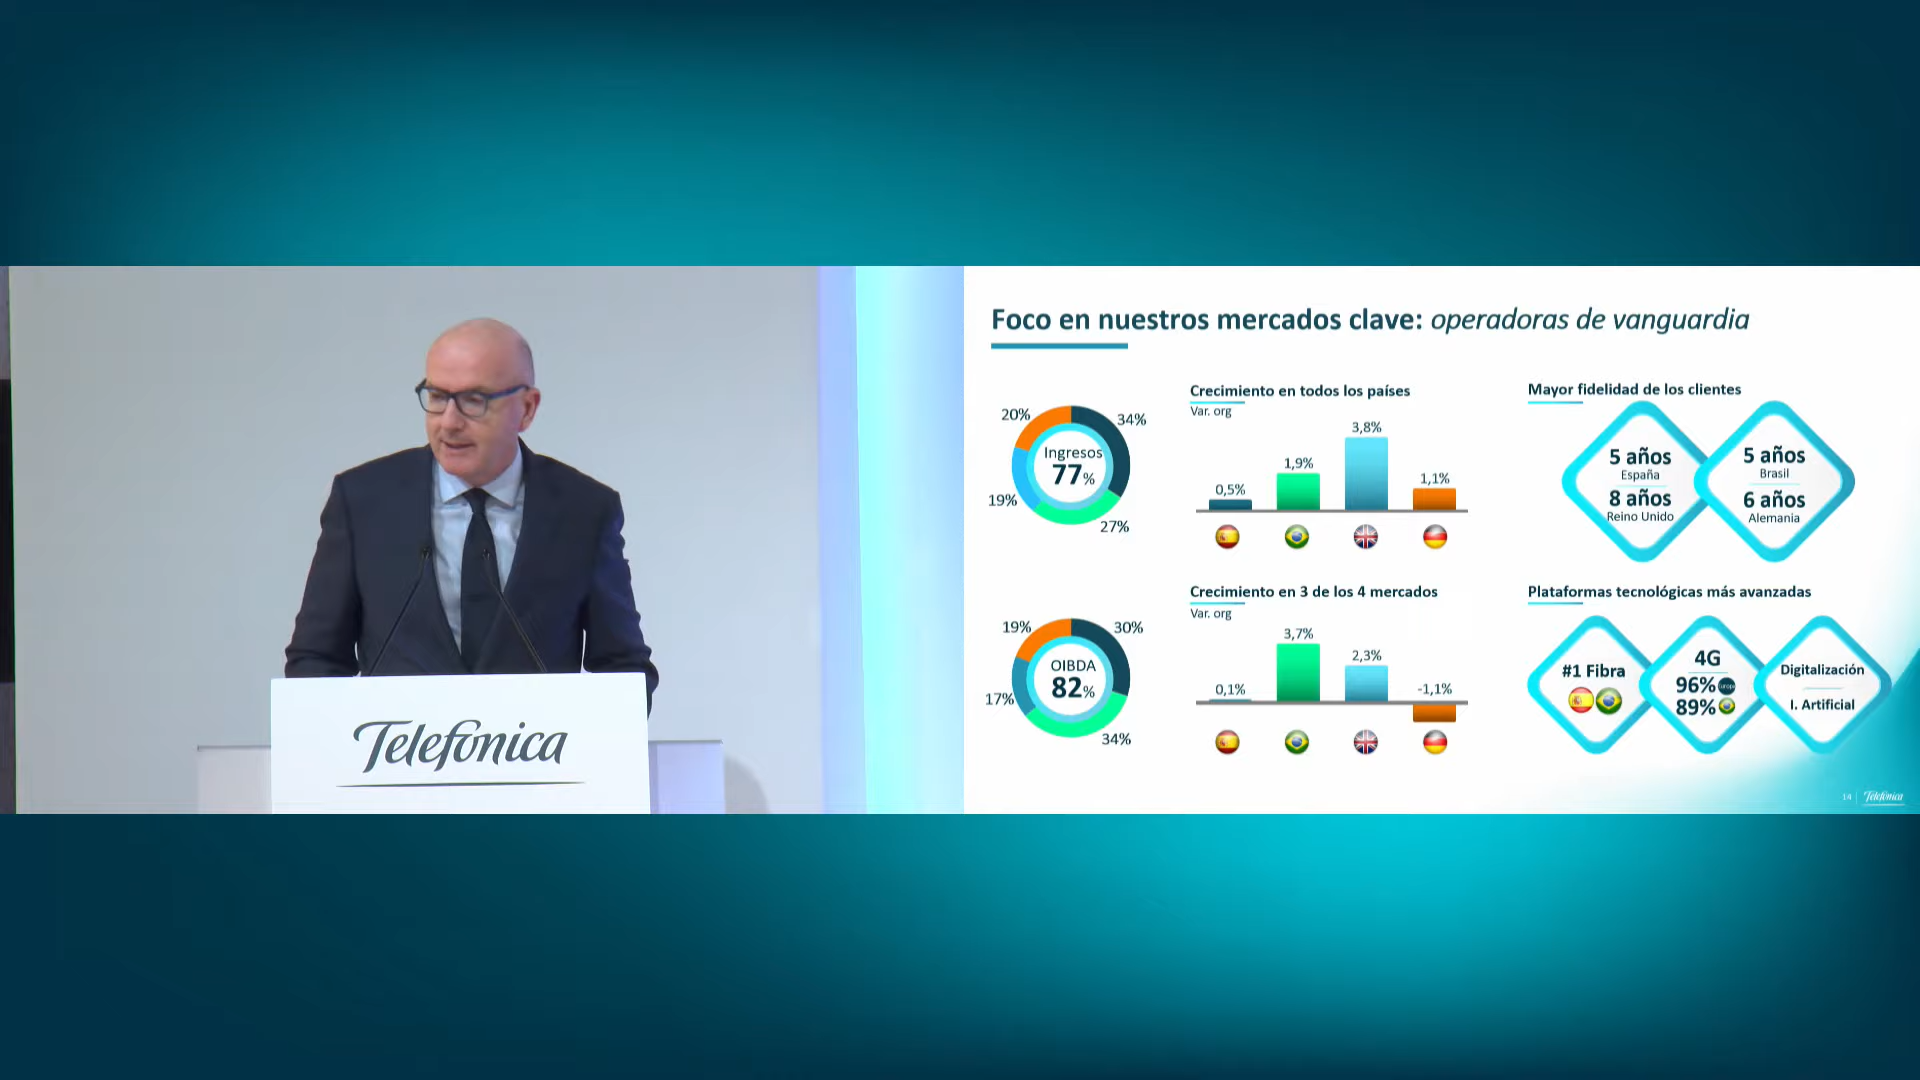 Telefónica
Foco en nuestros mercados clave: operadoras de vanguardia
20%
34%
Ingresos
77%
19%
27%
Crecimiento en todos los países
Var. org
0,5%
1,9%
3,8%
1,1%
Mayor fidelidad de los clientes
5 años
España
8 años
Reino Unido
5 años
Brasil
6 años
Alemania
19%
30%
OIBDA
82%
17%
34%
Crecimiento en 3 de los 4 mercados
Var. org
0,1%
3,7%
2,3%
-1,1%
Plataformas tecnológicas más avanzadas
#1 Fibra
4G
96%
89%
Digitalización
I. Artificial
14
Telefónica